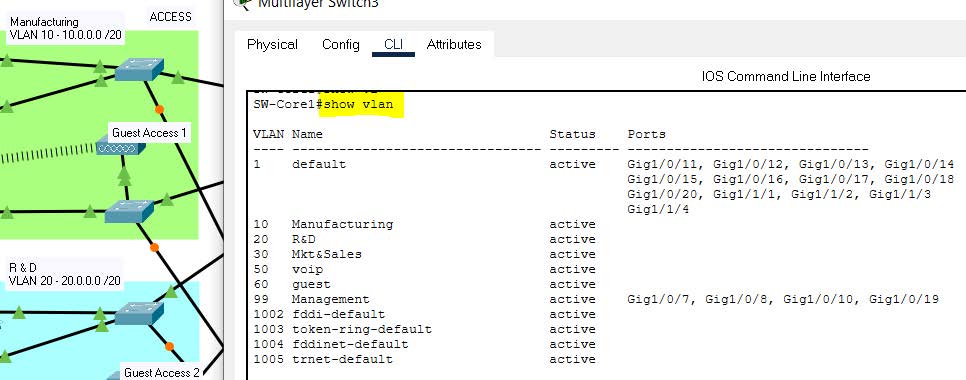 Multilayer Switch3
Manufacturing
VLAN 10 - 10.0.0.0 /20
ACCESS
Guest Access 1
R & D
VLAN 20 - 20.0.0.0 /20
Guest Access 2
Physical Config CLI Attributes
IOS Command Line Interface
SW-Core1#show vlan
VLAN Name Status Ports
---- -------------------------------- --------- -------------------------------
1 default active Gig1/0/11, Gig1/0/12, Gig1/0/13, Gig1/0/14
Gig1/0/15, Gig1/0/16, Gig1/0/17, Gig1/0/18
Gig1/0/20, Gig1/1/1, Gig1/1/2, Gig1/1/3
Gig1/1/4
10 Manufacturing active
20 R&D active
30 Mkt&Sales active
50 voip active
60 guest active
99 Management active Gig1/0/7, Gig1/0/8, Gig1/0/10, Gig1/0/19
1002 fddi-default active
1003 token-ring-default active
1004 fddinet-default active
1005 trnet-default active